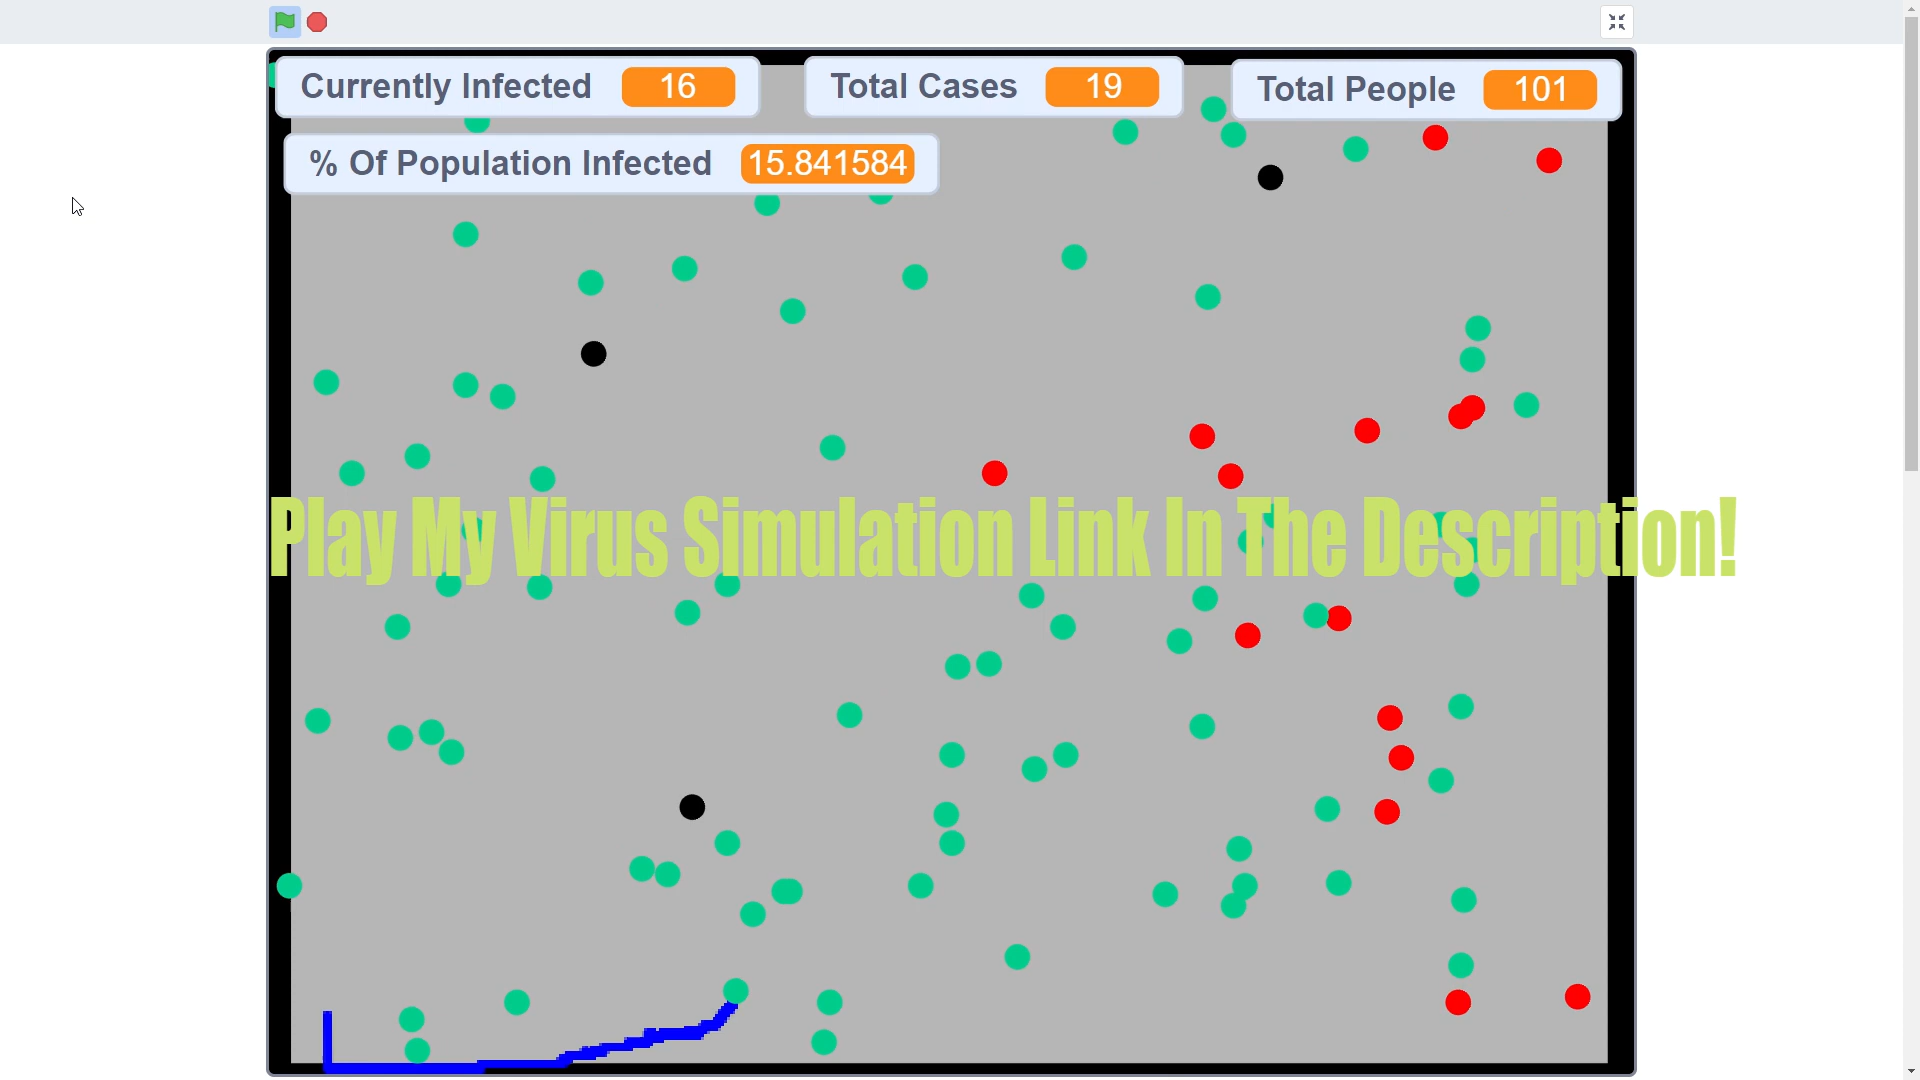 Currently Infected 16 Total Cases 19 Total People 101
% Of Population Infected 15.841584
Play My Virus Simulation Link In The Description!